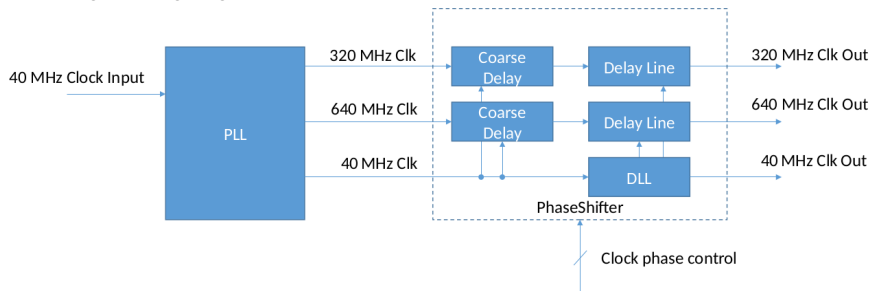 320 MHz Clk
Coarse
Delay
Delay Line
320 MHz Clk Out
40 MHz Clock Input
640 MHz Clk
Coarse
Delay
Delay Line
640 MHz Clk Out
PLL
40 MHz Clk
DLL
40 MHz Clk Out
PhaseShifter
Clock phase control